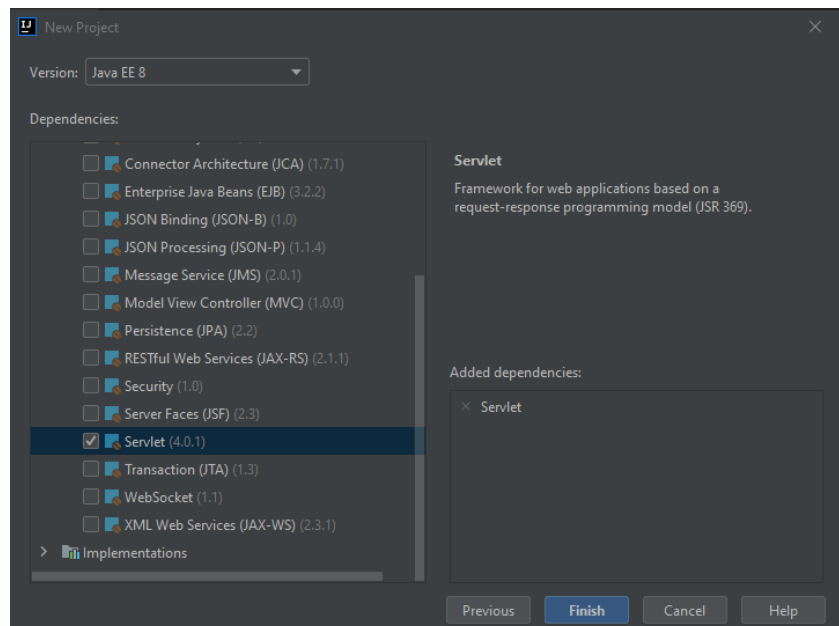 New Project
Version: Java EE 8
Dependencies:
Connector Architecture (JCA) (1.7.1)
Enterprise Java Beans (EJB) (3.2.2)
JSON Binding (JSON-B) (1.0)
JSON Processing (JSON-P) (1.1.4)
Message Service (JMS) (2.0.1)
Model View Controller (MVC) (1.0.0)
Persistence (JPA) (2.2)
RESTful Web Services (JAX-RS) (2.1.1)
Security (1.0)
Server Faces (JSF) (2.3)
Servlet (4.0.1)
Transaction (JTA) (1.3)
WebSocket (1.1)
XML Web Services (JAX-WS) (2.3.1)
Implementations
Servlet
Framework for web applications based on a
request-response programming model (JSR 369).
Added dependencies:
Servlet
Previous Finish Cancel Help